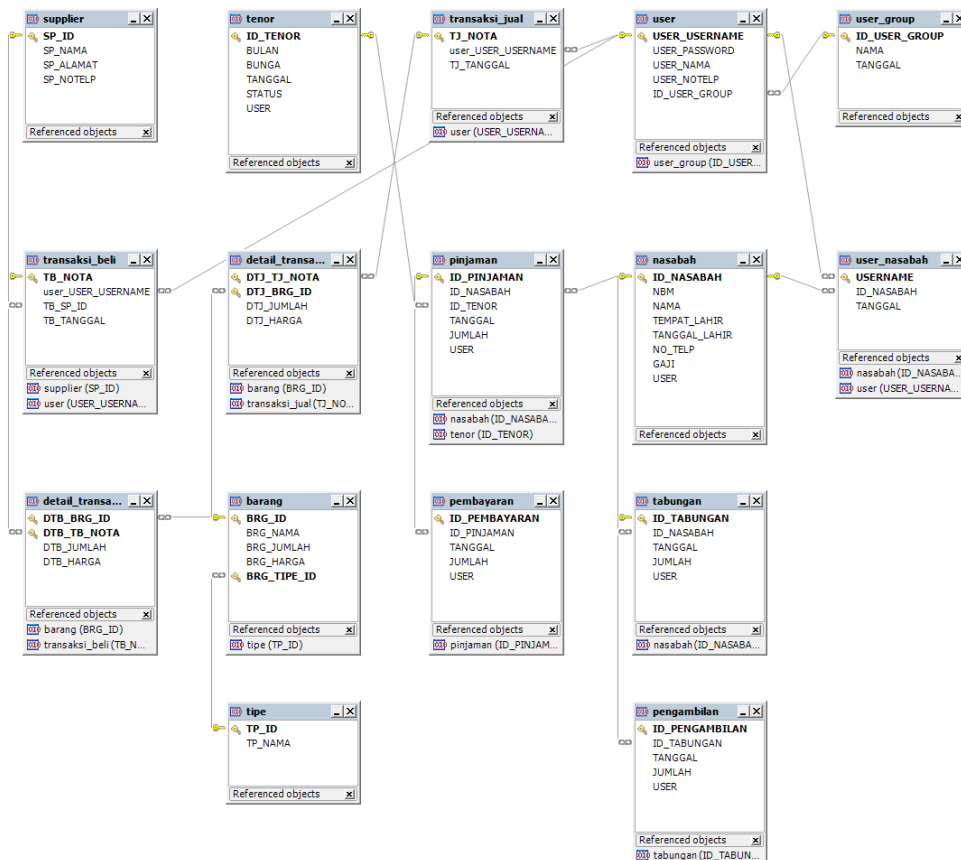 supplier
SP_ID
SP_NAMA
SP_ALAMAT
SP_NOTELP
Referenced objects
tenor
ID_TENOR
BULAN
BUNGA
TANGGAL
STATUS
USER
Referenced objects
transaksi_jual
TJ_NOTA
user_USER_USERNAME
TJ_TANGGAL
Referenced objects
user (USER_USERNA...
user
USER_USERNAME
USER_PASSWORD
USER_NAMA
USER_NOTELP
ID_USER_GROUP
Referenced objects
user_group (ID_USER...
user_group
ID_USER_GROUP
NAMA
TANGGAL
Referenced objects
transaksi_beli
TB_NOTA
user_USER_USERNAME
TB_SP_ID
TB_TANGGAL
Referenced objects
supplier (SP_ID)
user (USER_USERNA...
detail_transa...
DTJ_TJ_NOTA
DTJ_BRG_ID
DTJ_JUMLAH
DTJ_HARGA
Referenced objects
barang (BRG_ID)
transaksi_jual (TJ_NO...
pinjaman
ID_PINJAMAN
ID_NASABAH
ID_TENOR
TANGGAL
JUMLAH
USER
Referenced objects
nasabah (ID_NASABA...
tenor (ID_TENOR)
nasabah
ID_NASABAH
NBM
NAMA
TEMPAT_LAHIR
TANGGAL_LAHIR
NO_TELP
GAJI
USER
Referenced objects
user_nasabah
USERNAME
ID_NASABAH
TANGGAL
Referenced objects
nasabah (ID_NASABA...
user (USER_USERNA...
detail_transa...
DTB_BRG_ID
DTB_TB_NOTA
DTB_JUMLAH
DTB_HARGA
Referenced objects
barang (BRG_ID)
transaksi_beli (TB_N...
barang
BRG_ID
BRG_NAMA
BRG_JUMLAH
BRG_HARGA
BRG_TIPE_ID
Referenced objects
tipe (TP_ID)
pembayaran
ID_PEMBAYARAN
ID_PINJAMAN
TANGGAL
JUMLAH
USER
Referenced objects
pinjaman (ID_PINJAM...
tabungan
ID_TABUNGAN
ID_NASABAH
TANGGAL
JUMLAH
USER
Referenced objects
nasabah (ID_NASABA...
tipe
TP_ID
TP_NAMA
Referenced objects
pengambilan
ID_PENGAMBILAN
ID_TABUNGAN
TANGGAL
JUMLAH
USER
Referenced objects
tabungan (ID_TABUN...